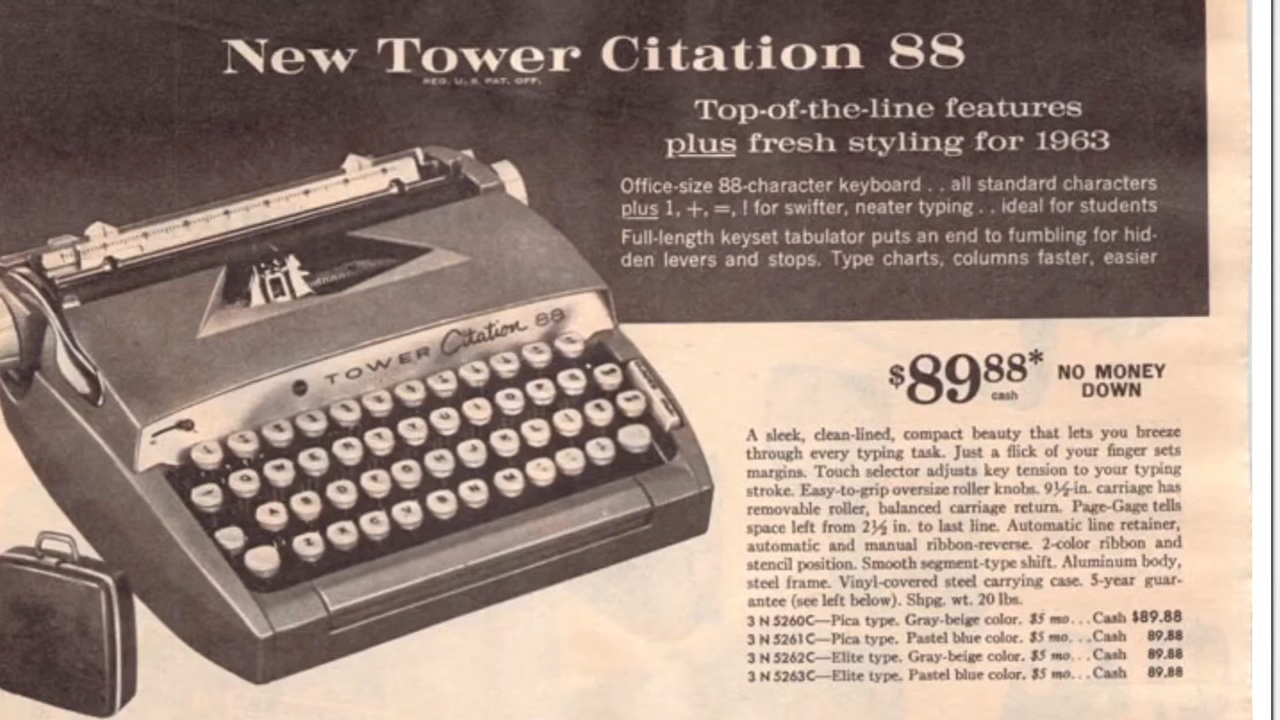 New Tower Citation 88
REG. U. S. PAT. OFF.
Top-of-the-line features
plus fresh styling for 1963
Office-size 88-character keyboard . . all standard characters
plus 1, +, =, ! for swifter, neater typing . . ideal for students
Full-length keyset tabulator puts an end to fumbling for hid-
den levers and stops. Type charts, columns faster, easier
TOWER Citation 88
$89.88* cash
NO MONEY
DOWN
A sleek, clean-lined, compact beauty that lets you breeze
through every typing task. Just a flick of your finger sets
margins. Touch selector adjusts key tension to your typing
stroke. Easy-to-grip oversize roller knobs. 9½-in. carriage has
removable roller, balanced carriage return. Page-Gage tells
space left from 2½ in. to last line. Automatic line retainer,
automatic and manual ribbon-reverse. 2-color ribbon and
stencil position. Smooth segment-type shift. Aluminum body,
steel frame. Vinyl-covered steel carrying case. 5-year guar-
antee (see left below). Shpg. wt. 20 lbs.
3 N 5260C—Pica type. Gray-beige color. $5 mo...Cash $89.88
3 N 5261C—Pica type. Pastel blue color. $5 mo...Cash 89.88
3 N 5262C—Elite type. Gray-beige color. $5 mo...Cash 89.88
3 N 5263C—Elite type. Pastel blue color. $5 mo...Cash 89.88